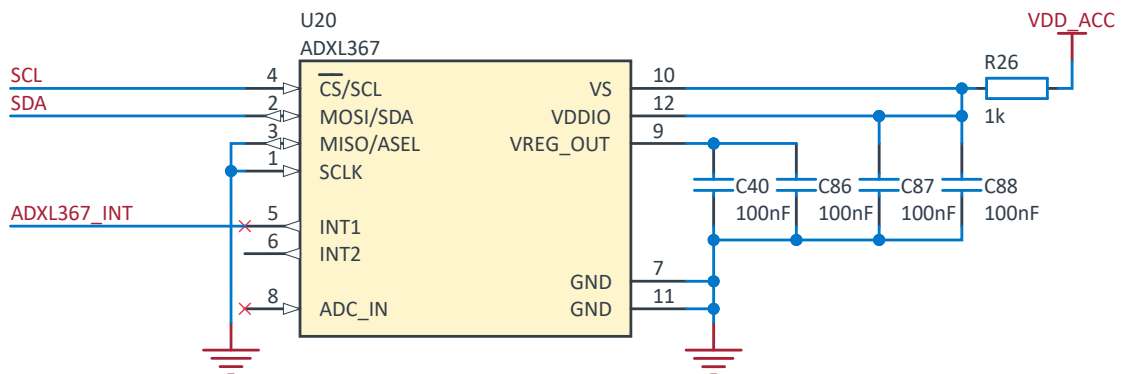 U20
ADXL367
VDD_ACC
SCL
SDA
ADXL367_INT
4
2
3
1
5
6
8
CS/SCL
MOSI/SDA
MISO/ASEL
SCLK
INT1
INT2
ADC_IN
VS
VDDIO
VREG_OUT
GND
GND
10
12
9
7
11
R26
1k
C40
100nF
C86
100nF
C87
100nF
C88
100nF